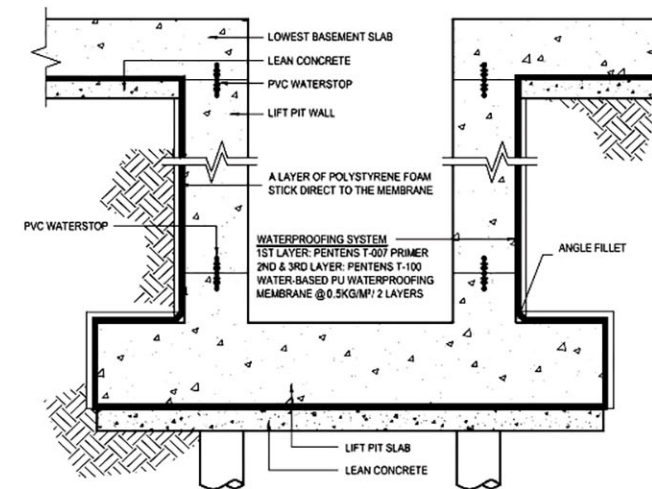 LOWEST BASEMENT SLAB
LEAN CONCRETE
PVC WATERSTOP
LIFT PIT WALL
A LAYER OF POLYSTYRENE FOAM
STICK DIRECT TO THE MEMBRANE
PVC WATERSTOP
WATERPROOFING SYSTEM
1ST LAYER: PENTENS T-007 PRIMER
2ND & 3RD LAYER: PENTENS T-100
WATER-BASED PU WATERPROOFING
MEMBRANE @ 0.5KG/M²/ 2 LAYERS
ANGLE FILLET
LIFT PIT SLAB
LEAN CONCRETE